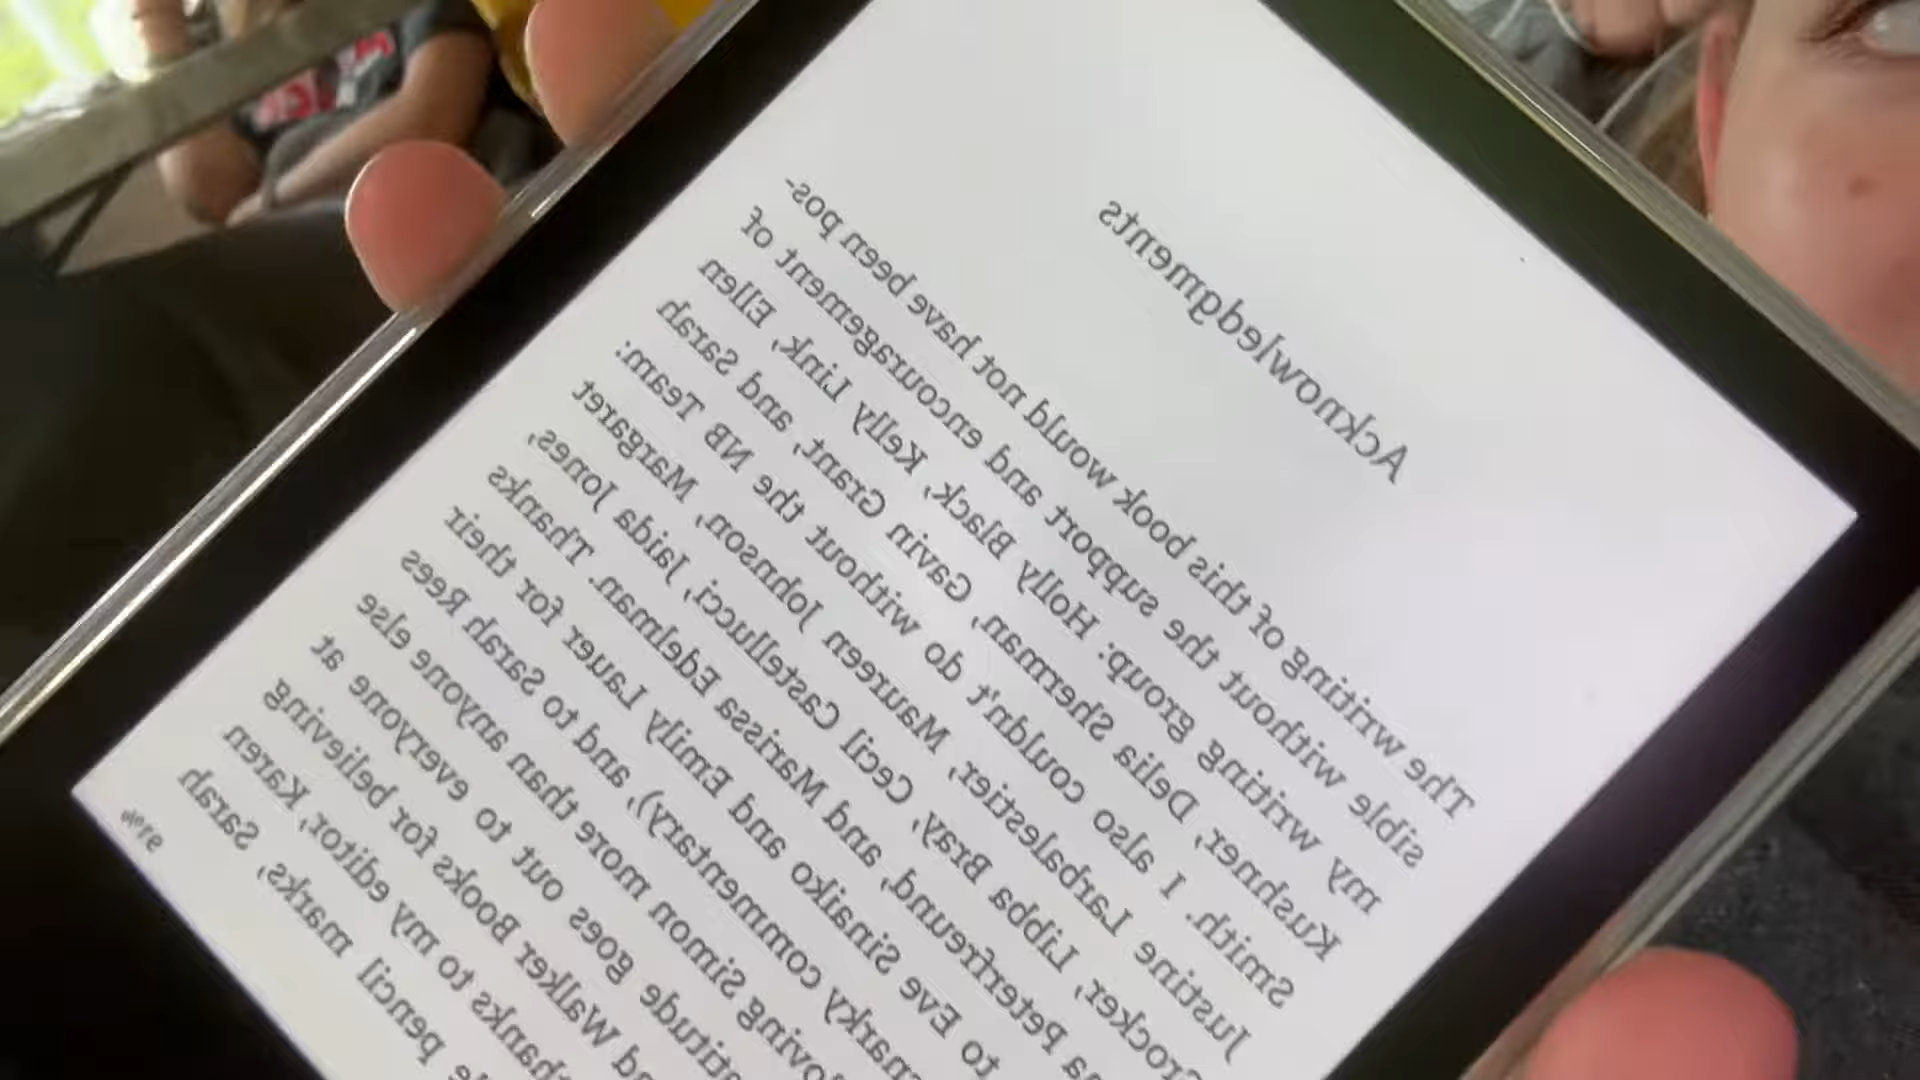 Acknowledgments
The writing of this book would not have been pos-
sible without the support and encouragement of
my writing group: Holly Black, Kelly Link, Ellen
Kushner, Delia Sherman, Gavin Grant, and Sarah
Smith. I also couldn't do without the NB Team:
Justine Larbalestier, Maureen Johnson, Margaret
Crocker, Libba Bray, Cecil Castellucci, Jaida Jones,
Peterfreund, and Marissa Edelman. Thanks
to Eve Sinaiko and Emily Lauer for their
commentary), and to Sarah Rees
Simon more than anyone else
goes out to everyone at
Walker Books for believing
to my editor, Karen
pencil marks, Sarah